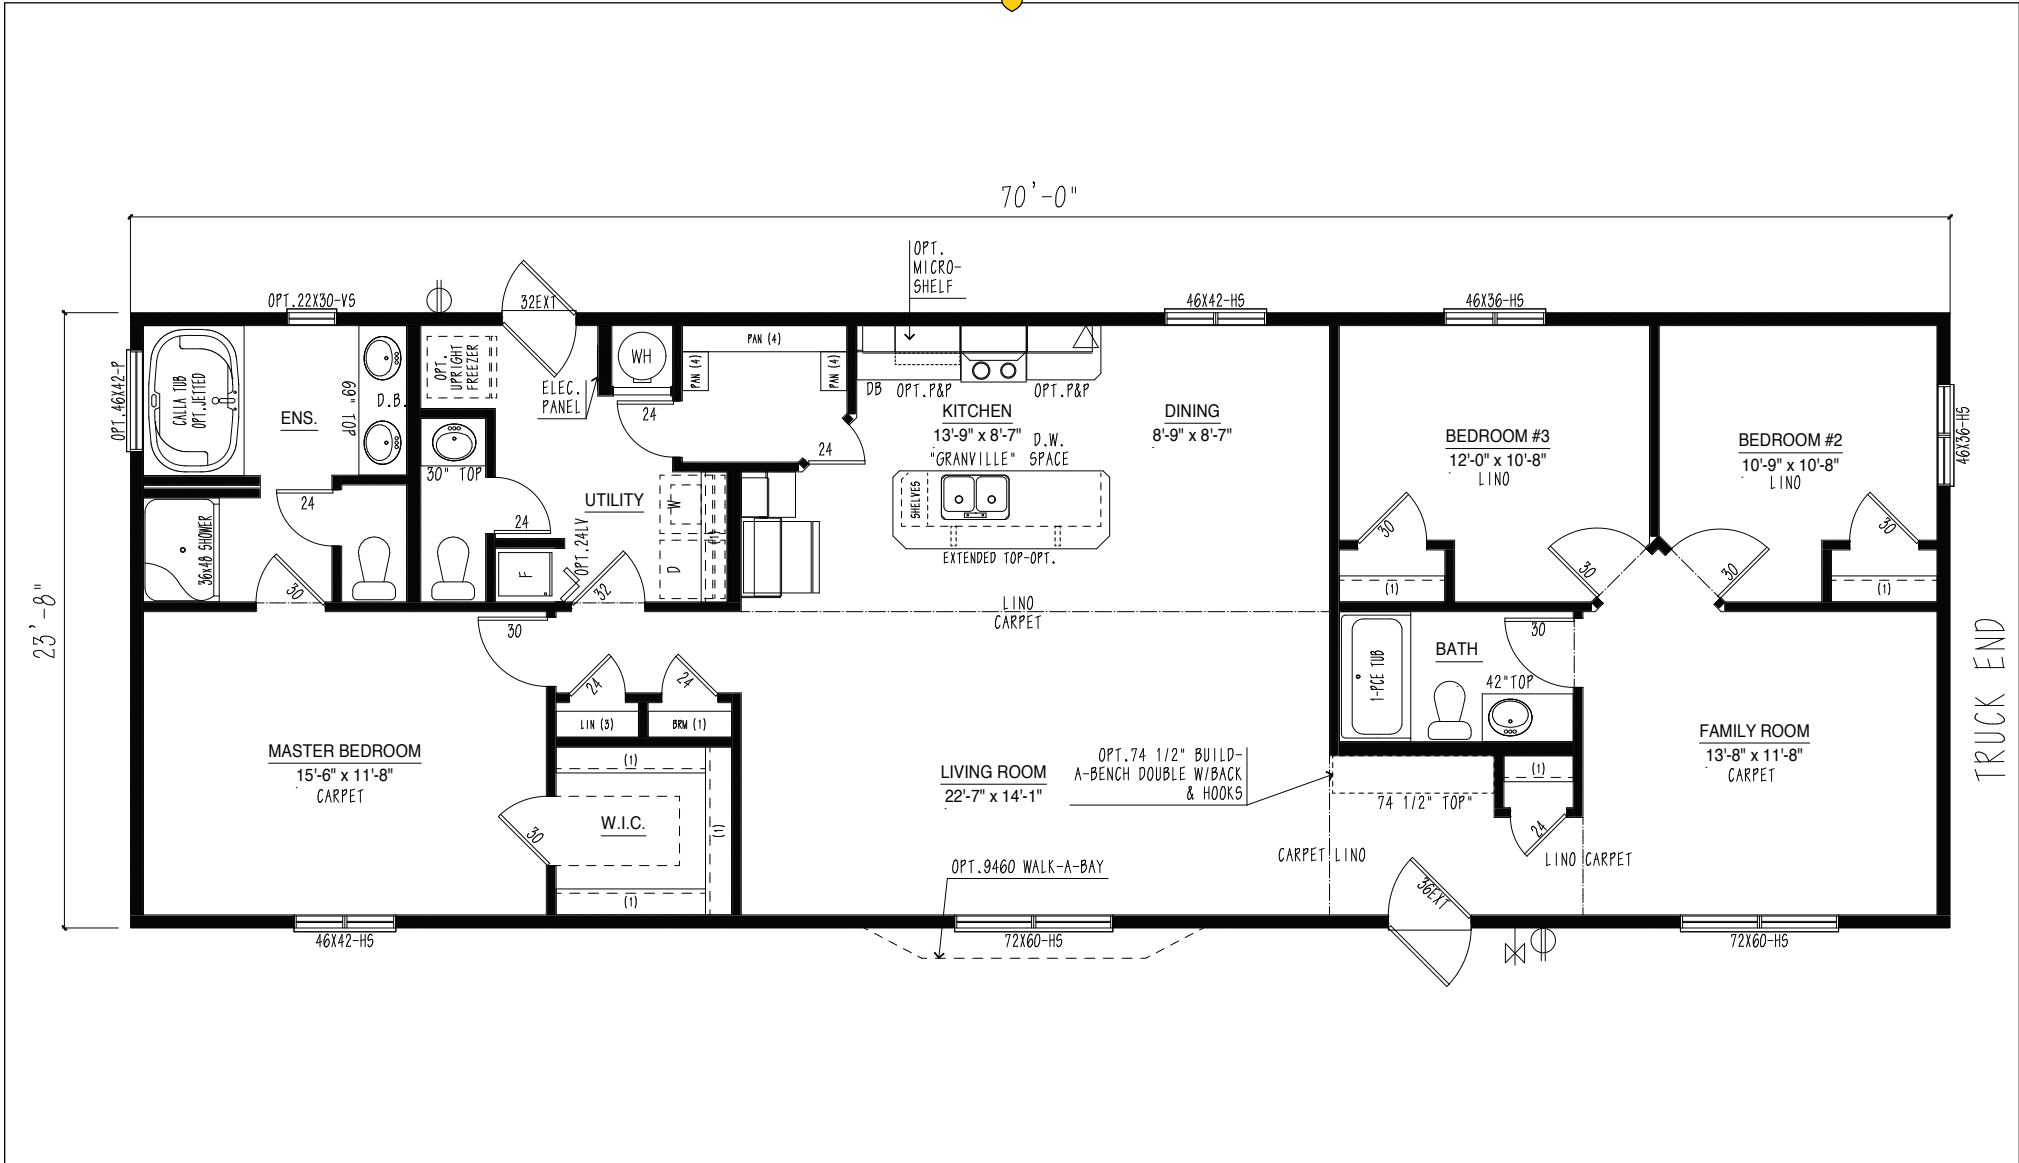 70'-0"
OPT.
MICRO-
SHELF
OPT.22X30-VS
32EXT
46X42-HS
46X36-HS
OPT.46X42-P
CALLA TUB
OPT.JETTED
ENS.
69" TOP
D.B.
OPT.
UPRIGHT
FREEZER
ELEC.
PANEL
WH
24
PAN (4)
PAN (4)
PAN (4)
24
DB
OPT.P&P
OPT.P&P
KITCHEN
13'-9" x 8'-7"
"GRANVILLE"
D.W.
SPACE
DINING
8'-9" x 8'-7"
SHELVES
EXTENDED TOP-OPT.
BEDROOM #3
12'-0" x 10'-8"
LINO
BEDROOM #2
10'-9" x 10'-8"
LINO
46X36-HS
30" TOP
24
24
UTILITY
OPT.24LV
W
D
(1)
F
32
36x48 SHOWER
30
30
30
30
30
(1)
(1)
23'-8"
LINO
CARPET
30
24
24
LIN (3)
BRM (1)
1-PCE TUB
BATH
30
42"TOP
TRUCK END
MASTER BEDROOM
15'-6" x 11'-8"
CARPET
(1)
W.I.C.
(1)
(1)
30
LIVING ROOM
22'-7" x 14'-1"
OPT.74 1/2" BUILD-
A-BENCH DOUBLE W/BACK
& HOOKS
74 1/2" TOP"
(1)
24
FAMILY ROOM
13'-8" x 11'-8"
CARPET
CARPET LINO
LINO CARPET
OPT.9460 WALK-A-BAY
36EXT
46X42-HS
72X60-HS
72X60-HS